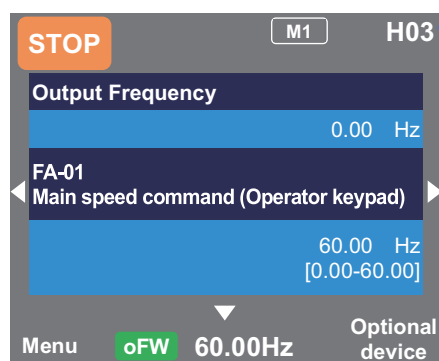 STOP M1 H03
Output Frequency
0.00 Hz
FA-01
Main speed command (Operator keypad)
60.00 Hz
[0.00-60.00]
Menu oFW 60.00Hz Optional
device